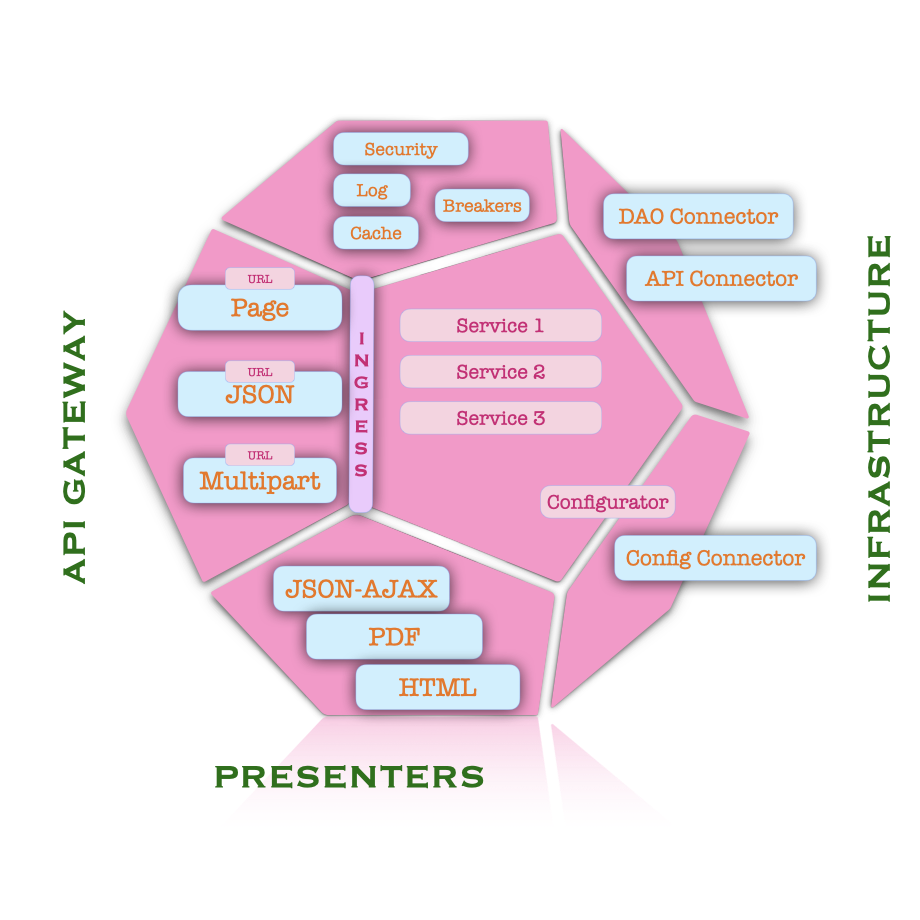 Security
Log
Breakers
Cache
DAO Connector
API Connector
URL
Page
URL
JSON
URL
Multipart
INGRESS
Service 1
Service 2
Service 3
Configurator
Config Connector
JSON-AJAX
PDF
HTML
API GATEWAY
INFRASTRUCTURE
PRESENTERS